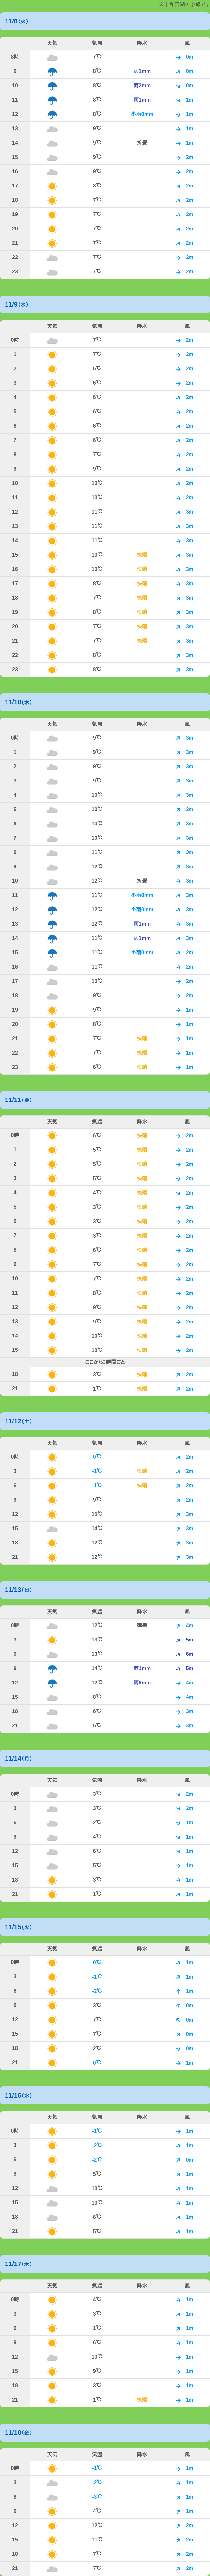 ※十和田湖の予報です
11/8(火)
天気 気温 降水 風
8時 7℃ 0m
9 8℃ 雨1mm 0m
10 8℃ 雨2mm 0m
11 8℃ 雨1mm 1m
12 8℃ 小雨0mm 1m
13 9℃ 1m
14 9℃ 折曇 1m
15 9℃ 2m
16 9℃ 2m
17 8℃ 2m
18 7℃ 2m
19 7℃ 2m
20 7℃ 2m
21 7℃ 2m
22 7℃ 2m
23 7℃ 2m
11/9(水)
天気 気温 降水 風
0時 7℃ 2m
1 7℃ 2m
2 6℃ 2m
3 6℃ 2m
4 6℃ 2m
5 6℃ 2m
6 6℃ 2m
7 6℃ 2m
8 7℃ 2m
9 9℃ 2m
10 10℃ 2m
11 10℃ 2m
12 11℃ 3m
13 11℃ 3m
14 11℃ 3m
15 10℃ 快晴 3m
16 10℃ 快晴 3m
17 8℃ 快晴 3m
18 7℃ 快晴 3m
19 8℃ 快晴 3m
20 7℃ 快晴 3m
21 7℃ 快晴 3m
22 8℃ 3m
23 8℃ 3m
11/10(木)
天気 気温 降水 風
0時 9℃ 3m
1 9℃ 3m
2 9℃ 3m
3 9℃ 3m
4 10℃ 3m
5 10℃ 3m
6 10℃ 3m
7 10℃ 3m
8 11℃ 3m
9 12℃ 3m
10 12℃ 折曇 3m
11 11℃ 小雨0mm 3m
12 12℃ 小雨0mm 3m
13 12℃ 雨1mm 3m
14 11℃ 雨1mm 3m
15 12℃ 小雨0mm 2m
16 11℃ 2m
17 10℃ 2m
18 9℃ 2m
19 9℃ 1m
20 8℃ 1m
21 7℃ 快晴 1m
22 7℃ 快晴 1m
23 6℃ 快晴 1m
11/11(金)
天気 気温 降水 風
0時 6℃ 快晴 2m
1 5℃ 快晴 2m
2 5℃ 快晴 2m
3 5℃ 快晴 2m
4 4℃ 快晴 2m
5 3℃ 快晴 2m
6 3℃ 快晴 2m
7 3℃ 快晴 2m
8 6℃ 快晴 2m
9 7℃ 快晴 2m
10 7℃ 快晴 2m
11 8℃ 快晴 2m
12 9℃ 快晴 2m
13 9℃ 快晴 2m
14 10℃ 快晴 2m
15 10℃ 快晴 2m
ここから3時間ごと
18 3℃ 快晴 2m
21 1℃ 快晴 2m
11/12(土)
天気 気温 降水 風
0時 0℃ 2m
3 -1℃ 快晴 2m
6 -1℃ 快晴 2m
9 9℃ 2m
12 15℃ 3m
15 14℃ 3m
18 12℃ 3m
21 12℃ 3m
11/13(日)
天気 気温 降水 風
0時 12℃ 薄曇 4m
3 13℃ 5m
6 13℃ 6m
9 14℃ 雨3mm 5m
12 12℃ 雨6mm 4m
15 8℃ 4m
18 6℃ 3m
21 5℃ 3m
11/14(月)
天気 気温 降水 風
0時 3℃ 2m
3 3℃ 2m
6 2℃ 1m
9 4℃ 1m
12 6℃ 1m
15 5℃ 1m
18 3℃ 1m
21 1℃ 1m
11/15(火)
天気 気温 降水 風
0時 0℃ 1m
3 -1℃ 1m
6 -2℃ 1m
9 3℃ 0m
12 7℃ 0m
15 7℃ 0m
18 2℃ 0m
21 0℃ 1m
11/16(水)
天気 気温 降水 風
0時 -1℃ 1m
3 -2℃ 1m
6 -2℃ 0m
9 5℃ 1m
12 10℃ 1m
15 10℃ 1m
18 6℃ 1m
21 5℃ 1m
11/17(木)
天気 気温 降水 風
0時 4℃ 1m
3 3℃ 1m
6 1℃ 1m
9 6℃ 1m
12 10℃ 1m
15 9℃ 1m
18 3℃ 1m
21 1℃ 快晴 1m
11/18(金)
天気 気温 降水 風
0時 -1℃ 1m
3 -2℃ 1m
6 -3℃ 1m
9 4℃ 1m
12 12℃ 2m
15 11℃ 2m
18 7℃ 2m
21 7℃ 2m